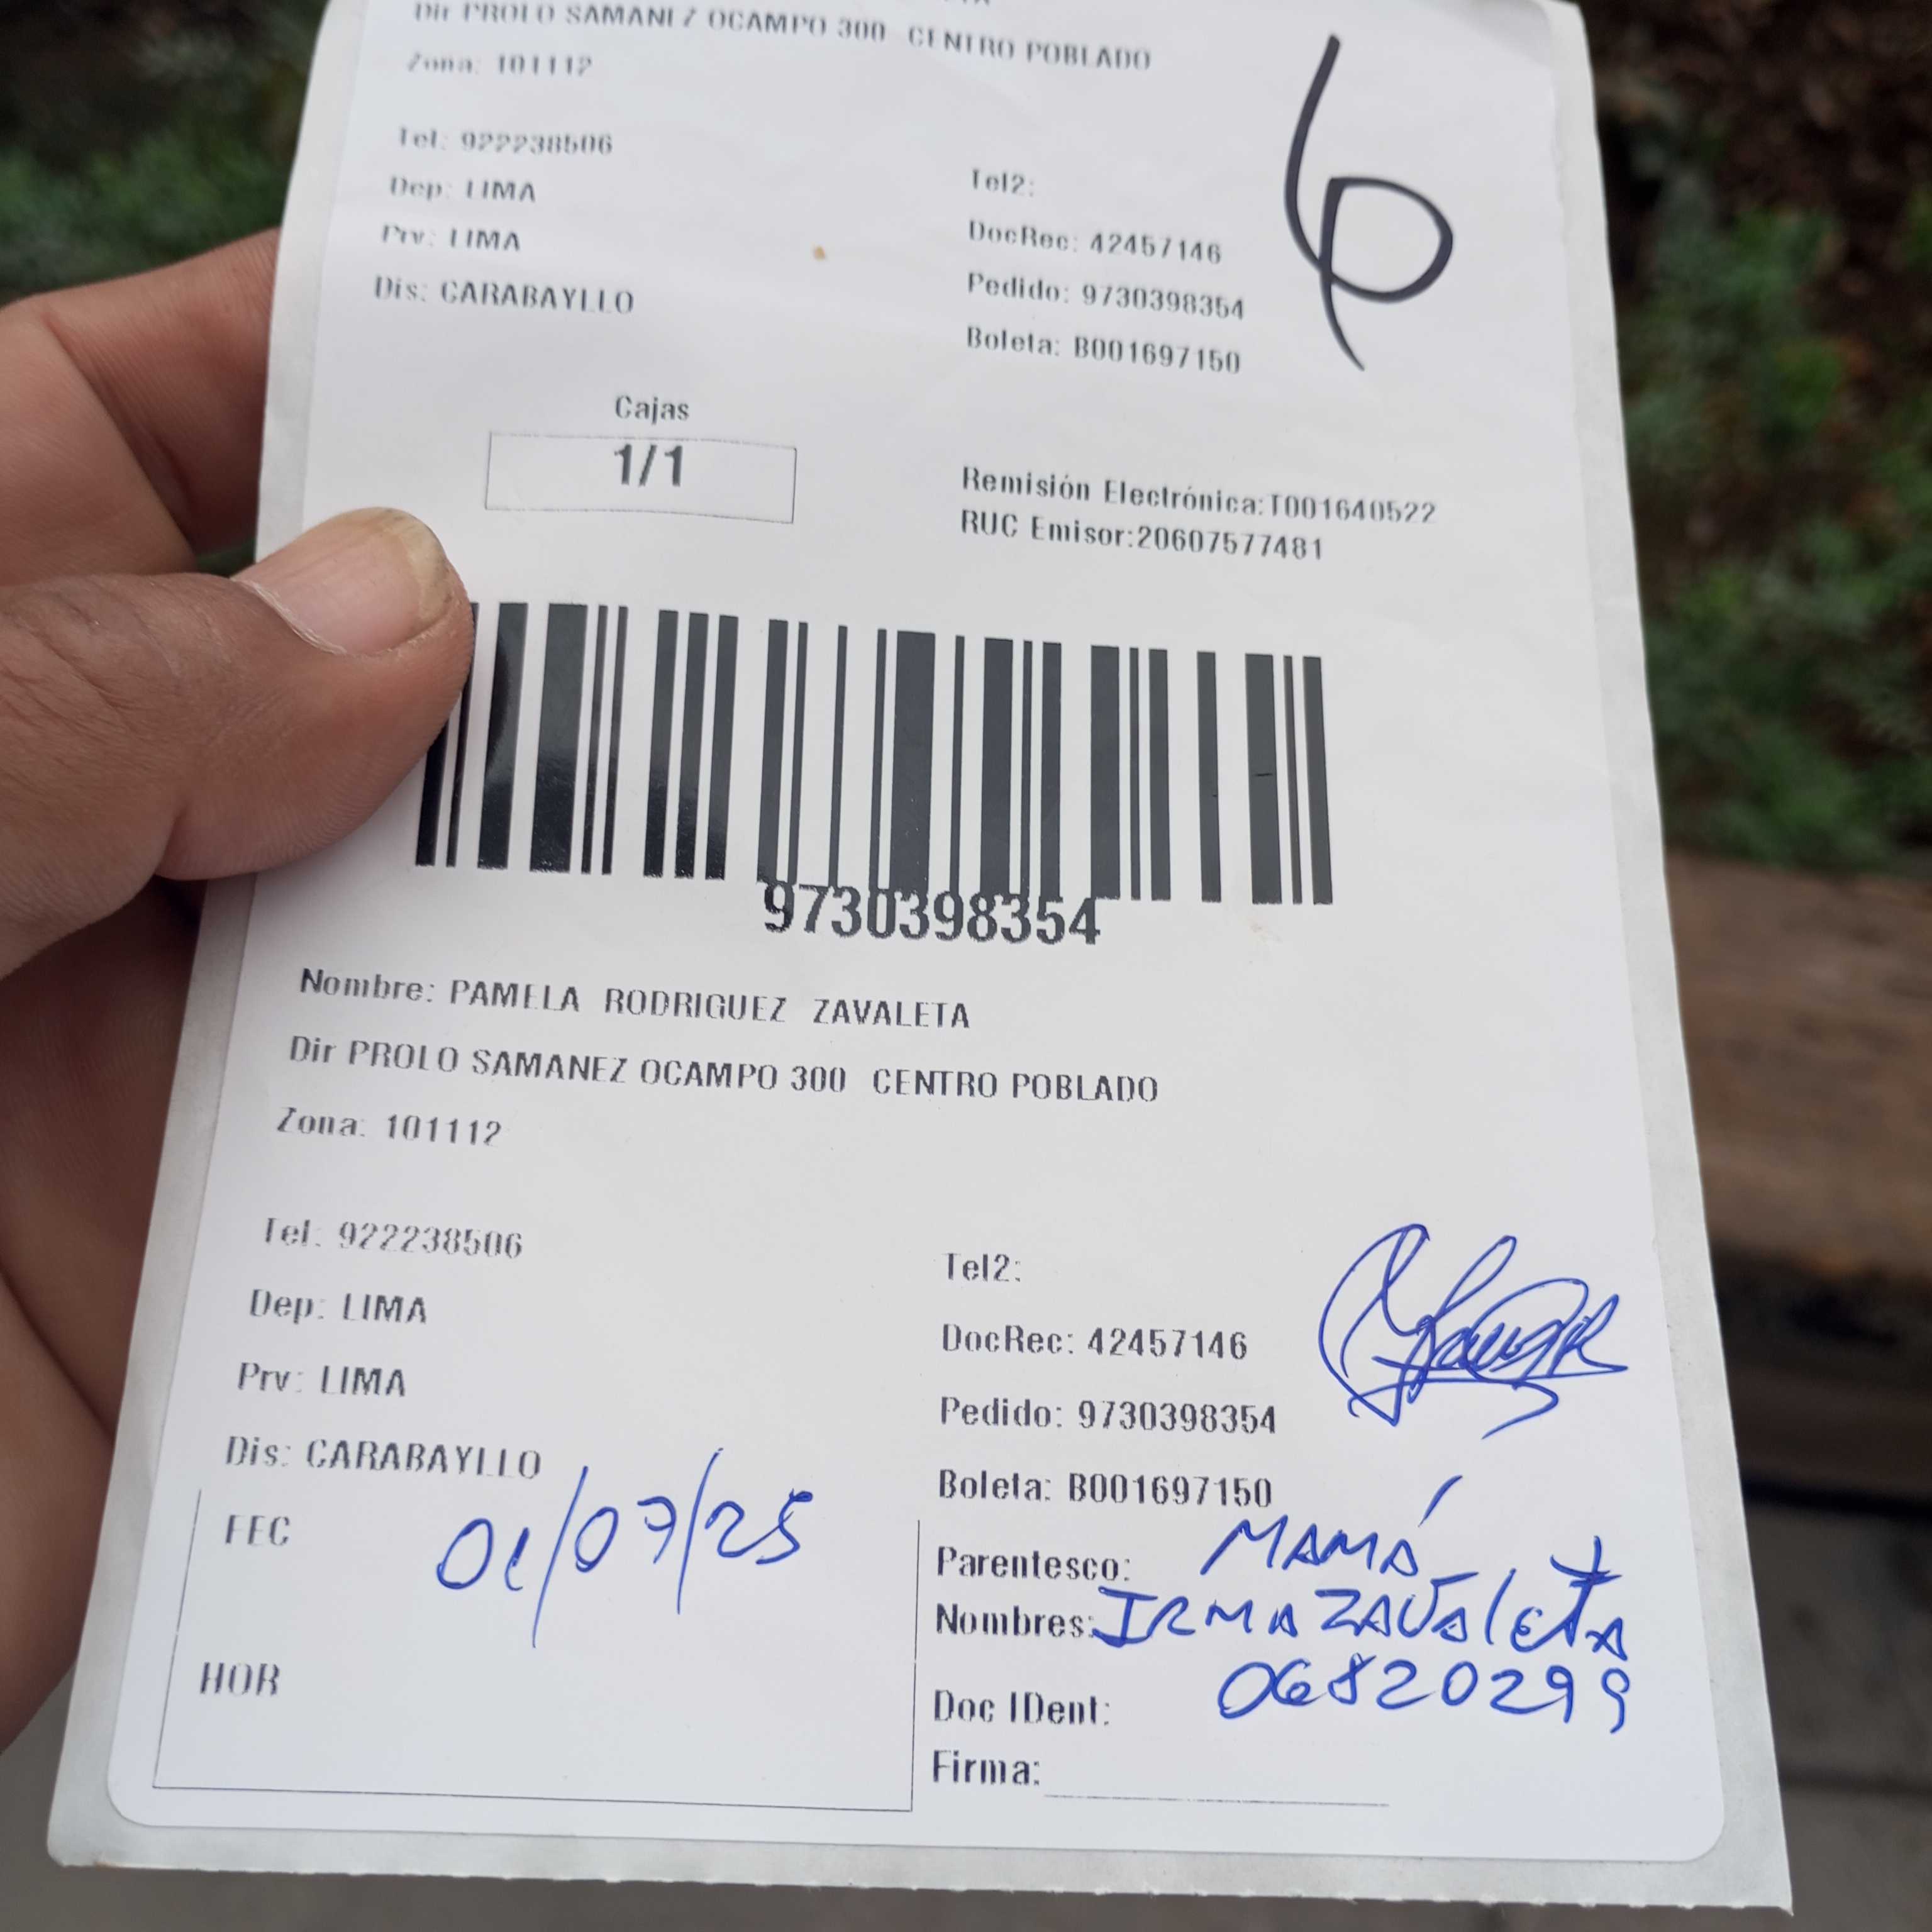 Dir PROLO SAMANEZ OCAMPO 300 CENTRO POBLADO
Zona: 101112
6
Tel: 922238506
Tel2:
Dep: LIMA
DocRec: 42457146
Prv: LIMA
Pedido: 9730398354
Dis: CARABAYLLO
Boleta: B001697150
Cajas
1/1
Remisión Electrónica:T001640522
RUC Emisor:20607577481
9730398354
Nombre: PAMELA RODRIGUEZ ZAVALETA
Dir PROLO SAMANEZ OCAMPO 300 CENTRO POBLADO
Zona: 101112
Tel: 922238506
Tel2:
Dep: LIMA
DocRec: 42457146
Prv: LIMA
Pedido: 9730398354
Dis: CARABAYLLO
Boleta: B001697150
FEC 01/07/25
Parentesco: MAMÁ
Nombres: IRMA ZAVALETA
HOR
Doc IDent: 06820299
Firma: